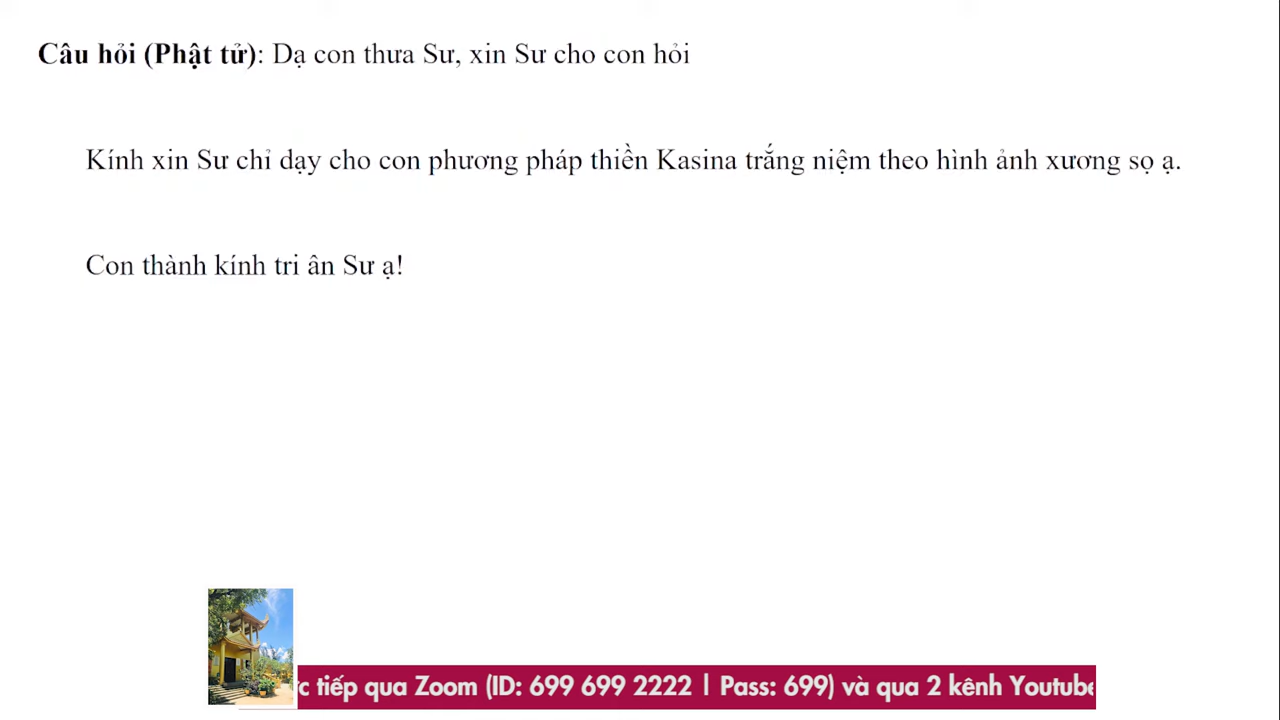 Câu hỏi (Phật tử): Dạ con thưa Sư, xin Sư cho con hỏi
Kính xin Sư chỉ dạy cho con phương pháp thiền Kasina trắng niệm theo hình ảnh xương sọ ạ.
Con thành kính tri ân Sư ạ!
tiếp qua Zoom (ID: 699 699 2222 | Pass: 699) và qua 2 kênh Youtube